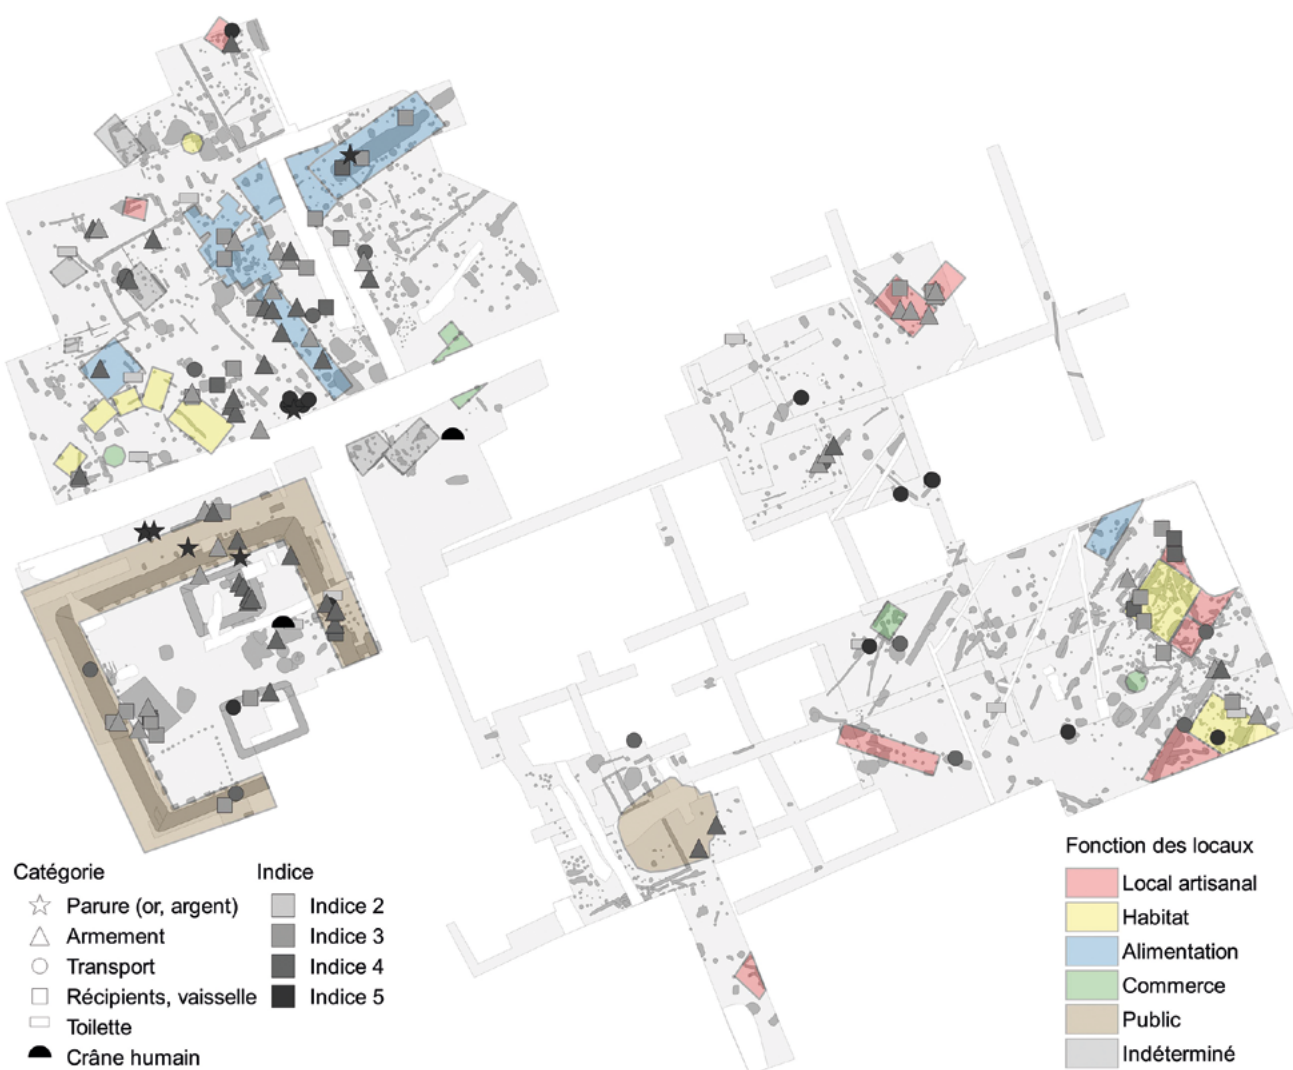 Catégorie
Parure (or, argent)
Armement
Transport
Récipients, vaisselle
Toilette
Crâne humain
Indice
Indice 2
Indice 3
Indice 4
Indice 5
Fonction des locaux
Local artisanal
Habitat
Alimentation
Commerce
Public
Indéterminé